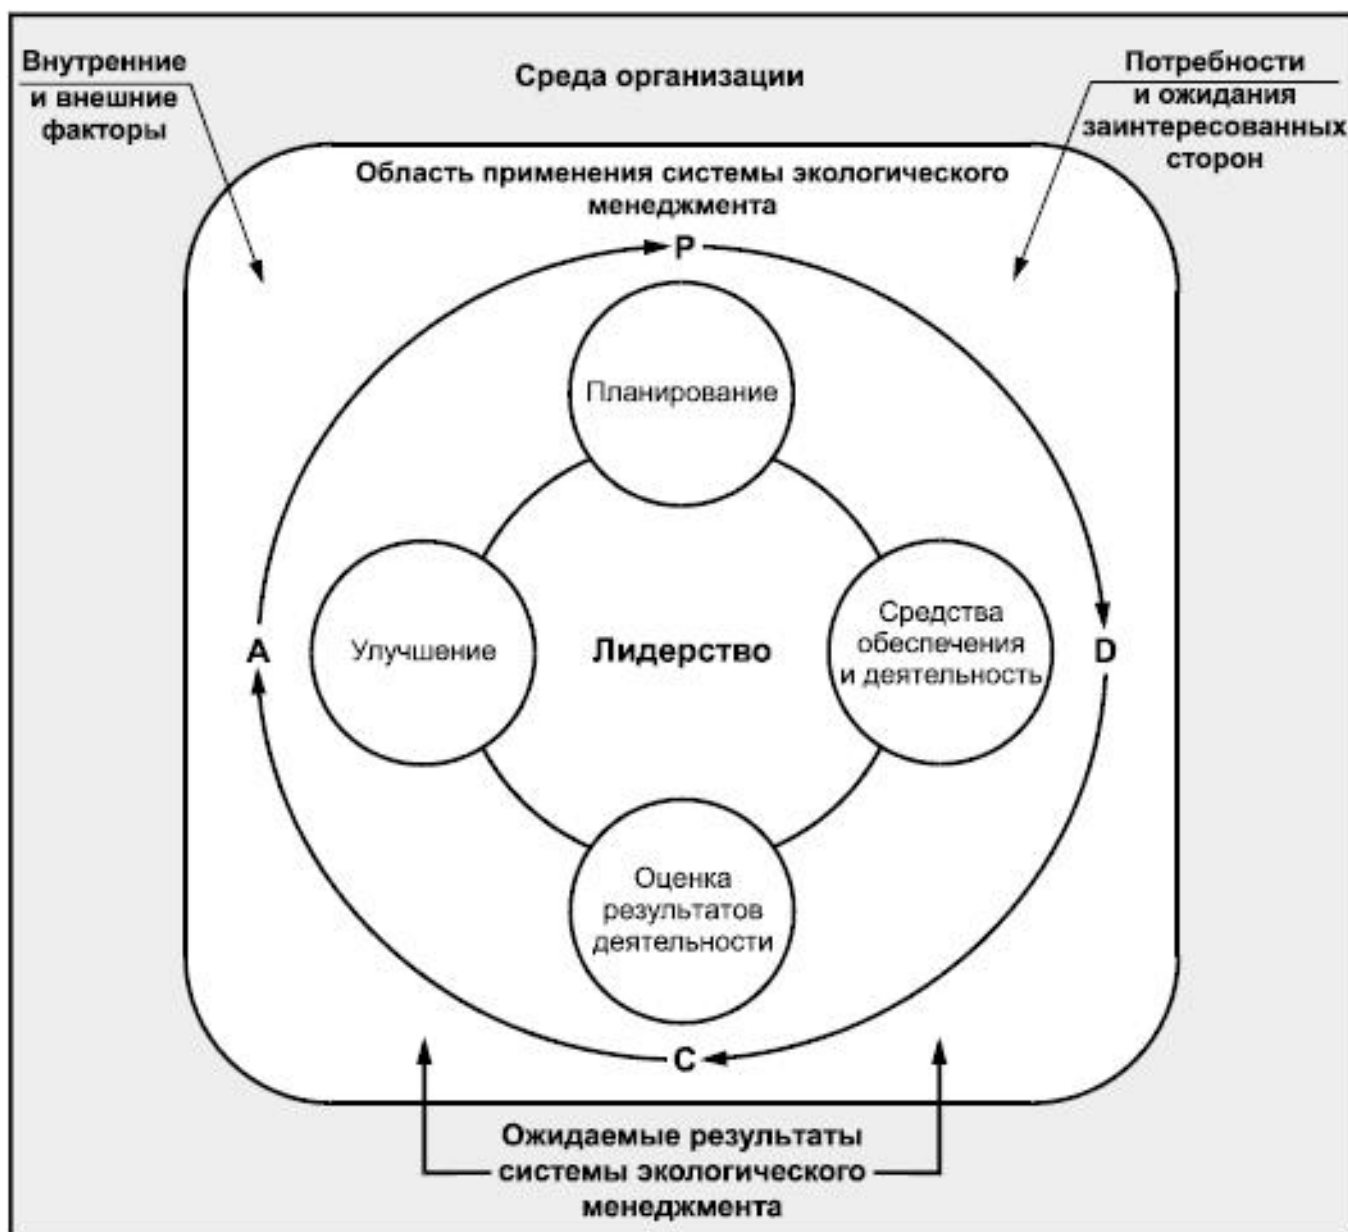 Внутренние
и внешние
факторы
Среда организации
Потребности
и ожидания
заинтересованных
сторон
Область применения системы экологического
менеджмента
P
Планирование
A
Улучшение
Лидерство
Средства
обеспечения
и деятельность
D
Оценка
результатов
деятельности
C
Ожидаемые результаты
системы экологического
менеджмента